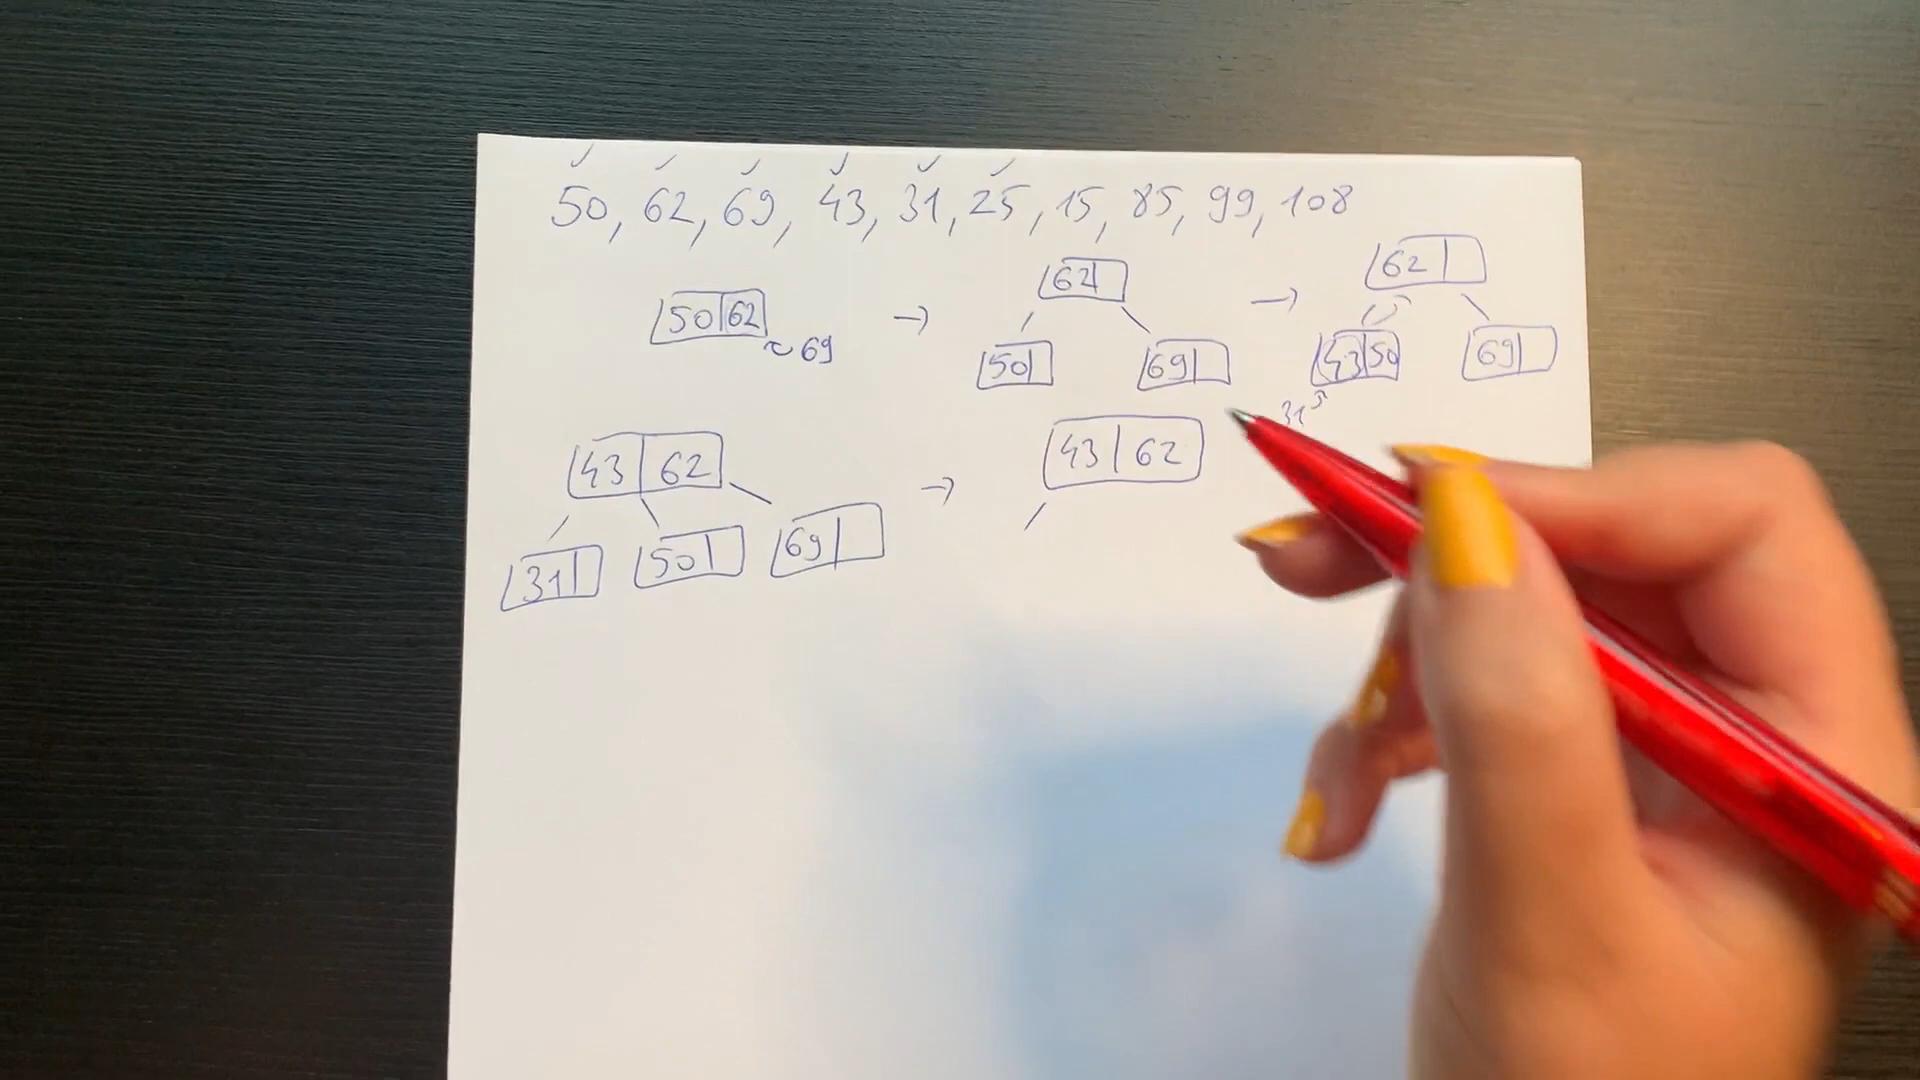 50, 62, 69, 43, 31, 25, 15, 85, 99, 108
50 62 ~ 69 → 62 → 62
50 69 43 50 69
31
43 62 → 43 62
31 50 69